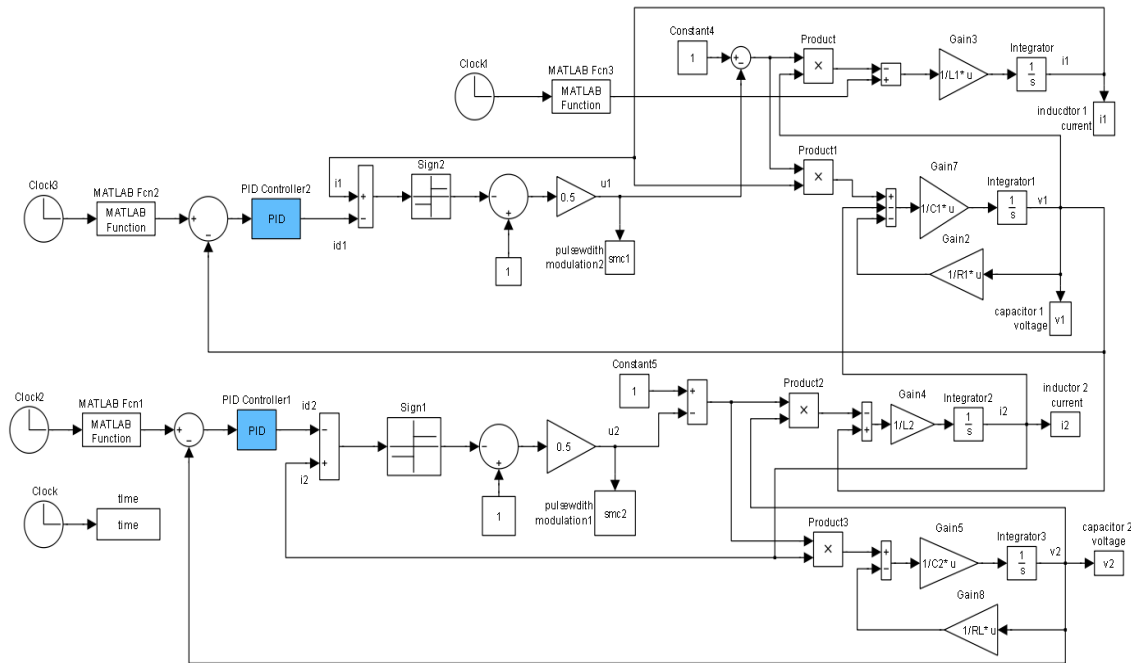 Constant4
1
Product
×
Gain3
1/L1* u
Integrator
1
s
i1
inducdtor 1
current
i1
Clock1
MATLAB Fcn3
MATLAB
Function
Clock3
MATLAB Fcn2
MATLAB
Function
PID Controller2
PID
i1
id1
Sign2
1
0.5
u1
pulsewdith
modulation2
smc1
Product1
×
Gain7
1/C1* u
Integrator1
1
s
v1
Gain2
1/R1* u
capacitor 1
voltage
v1
Clock2
MATLAB Fcn1
MATLAB
Function
PID Controller1
PID
id2
i2
Sign1
1
0.5
u2
pulsewdith
modulation1
smc2
Constant5
1
Product2
×
Gain4
1/L2
Integrator2
1
s
i2
inductor 2
current
i2
Clock
time
time
Product3
×
Gain5
1/C2* u
Integrator3
1
s
v2
capacitor 2
voltage
v2
Gain8
1/RL* u